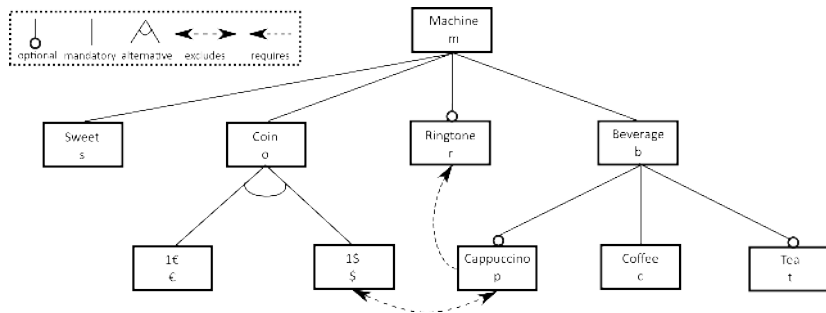 Machine
m
optional mandatory alternative excludes requires
Sweet
s
Coin
o
Ringtone
r
Beverage
b
1€
€
1$
$
Cappuccino
p
Coffee
c
Tea
t